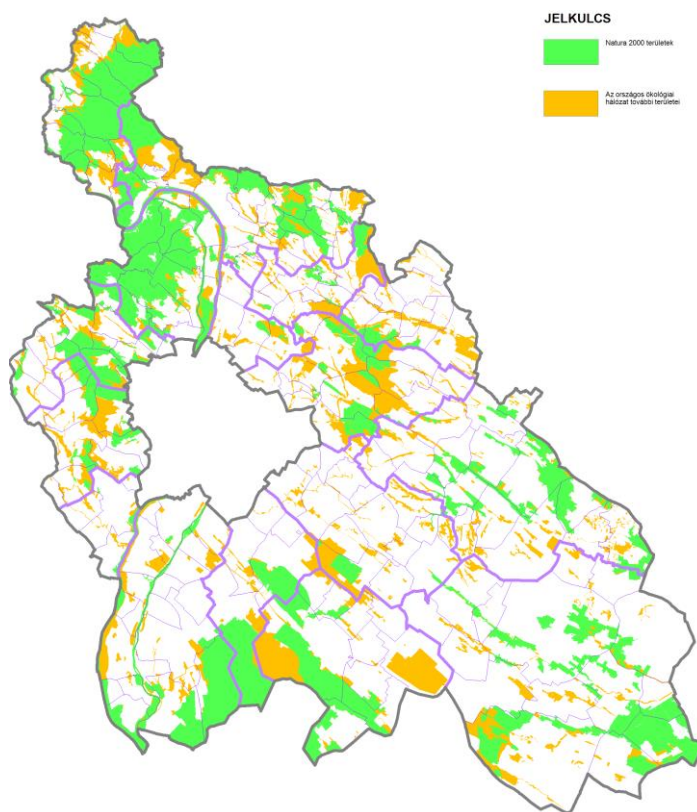 JELKULCS
Natura 2000 területek
Az országos ökológiai
hálózat további területei